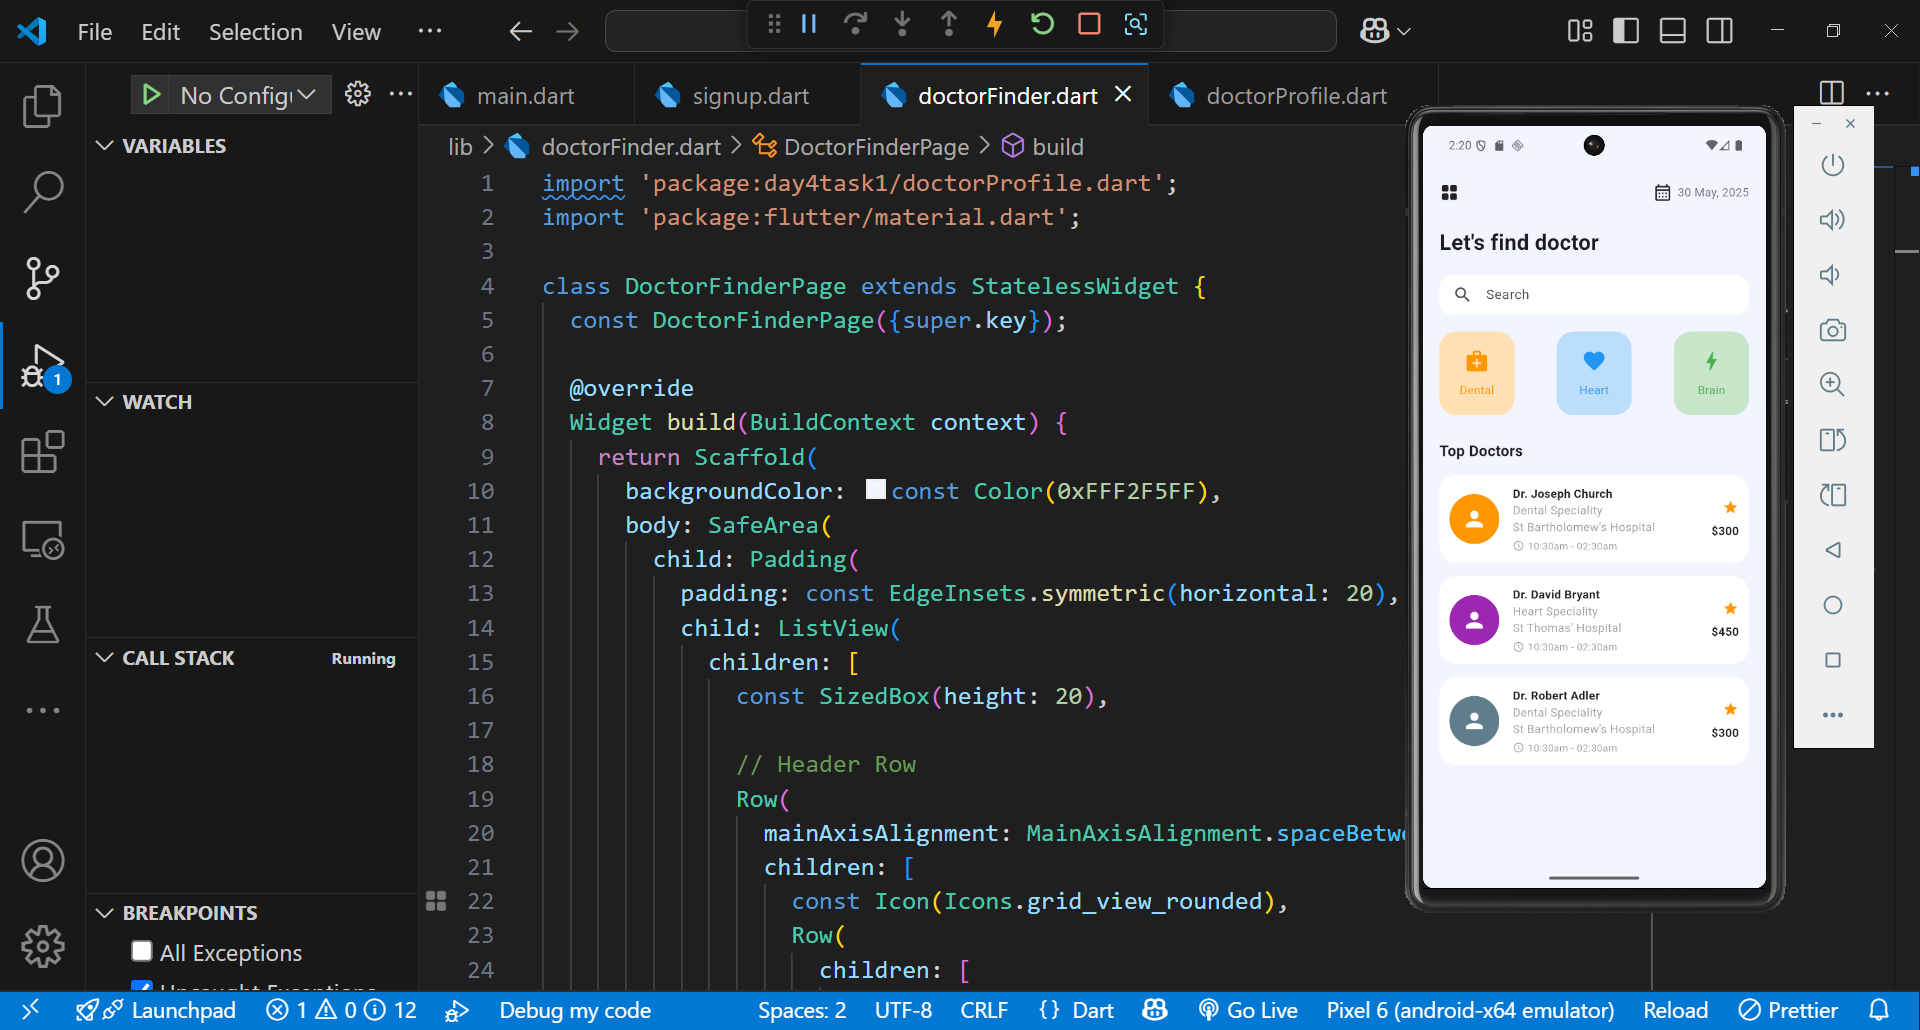 File Edit Selection View ...
No Config
main.dart
signup.dart
doctorFinder.dart
doctorProfile.dart
VARIABLES
WATCH
CALL STACK
Running
BREAKPOINTS
All Exceptions
Uncaught Exceptions
lib > doctorFinder.dart > DoctorFinderPage > build
1 import 'package:day4task1/doctorProfile.dart';
2 import 'package:flutter/material.dart';
3
4 class DoctorFinderPage extends StatelessWidget {
5 const DoctorFinderPage({super.key});
6
7 @override
8 Widget build(BuildContext context) {
9 return Scaffold(
10 backgroundColor: const Color(0xFFF2F5FF),
11 body: SafeArea(
12 child: Padding(
13 padding: const EdgeInsets.symmetric(horizontal: 20),
14 child: ListView(
15 children: [
16 const SizedBox(height: 20),
17
18 // Header Row
19 Row(
20 mainAxisAlignment: MainAxisAlignment.spaceBetwe
21 children: [
22 const Icon(Icons.grid_view_rounded),
23 Row(
24 children: [
2:20
30 May, 2025
Let's find doctor
Search
Dental
Heart
Brain
Top Doctors
Dr. Joseph Church
Dental Speciality
St Bartholomew's Hospital
10:30am - 02:30am
$300
Dr. David Bryant
Heart Speciality
St Thomas' Hospital
10:30am - 02:30am
$450
Dr. Robert Adler
Dental Speciality
St Bartholomew's Hospital
10:30am - 02:30am
$300
1
Launchpad 1 0 12 Debug my code Spaces: 2 UTF-8 CRLF {} Dart Go Live Pixel 6 (android-x64 emulator) Reload Prettier